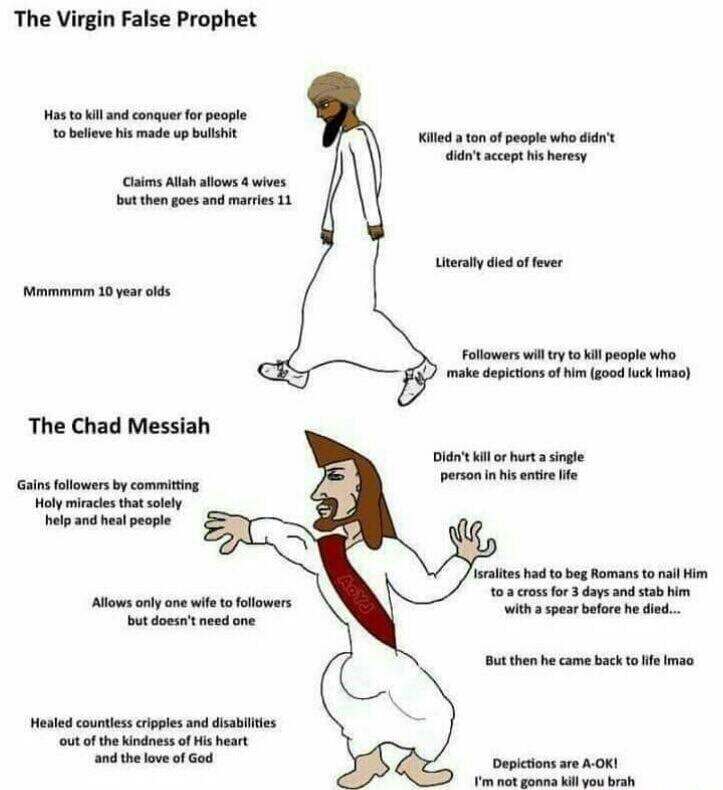 The Virgin False Prophet
Has to kill and conquer for people
to believe his made up bullshit
Killed a ton of people who didn't
didn't accept his heresy
Claims Allah allows 4 wives
but then goes and marries 11
Literally died of fever
Mmmmmm 10 year olds
Followers will try to kill people who
make depictions of him (good luck lmao)
The Chad Messiah
Didn't kill or hurt a single
person in his entire life
Gains followers by committing
Holy miracles that solely
help and heal people
Isralites had to beg Romans to nail Him
to a cross for 3 days and stab him
with a spear before he died...
Allows only one wife to followers
but doesn't need one
But then he came back to life lmao
Healed countless cripples and disabilities
out of the kindness of His heart
and the love of God
Depictions are A-OK!
I'm not gonna kill you brah